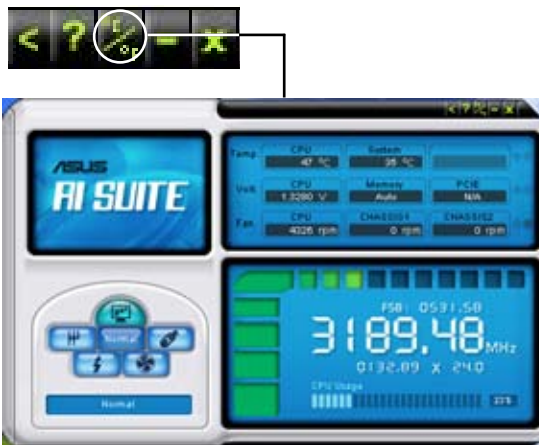 < ? °C/°F - x
< ? °C/°F - x
ASUS
AI SUITE
Temp CPU System
47 °C 35 °C
Volt CPU Memory PCIE
1.3280 V Auto N/A
Fan CPU CHASSIS1 CHASSIS2
4026 rpm 0 rpm 0 rpm
Normal
Normal
FSB: 0531.58
3189.48 MHz
0132.89 x 24.0
CPU Usage
23%